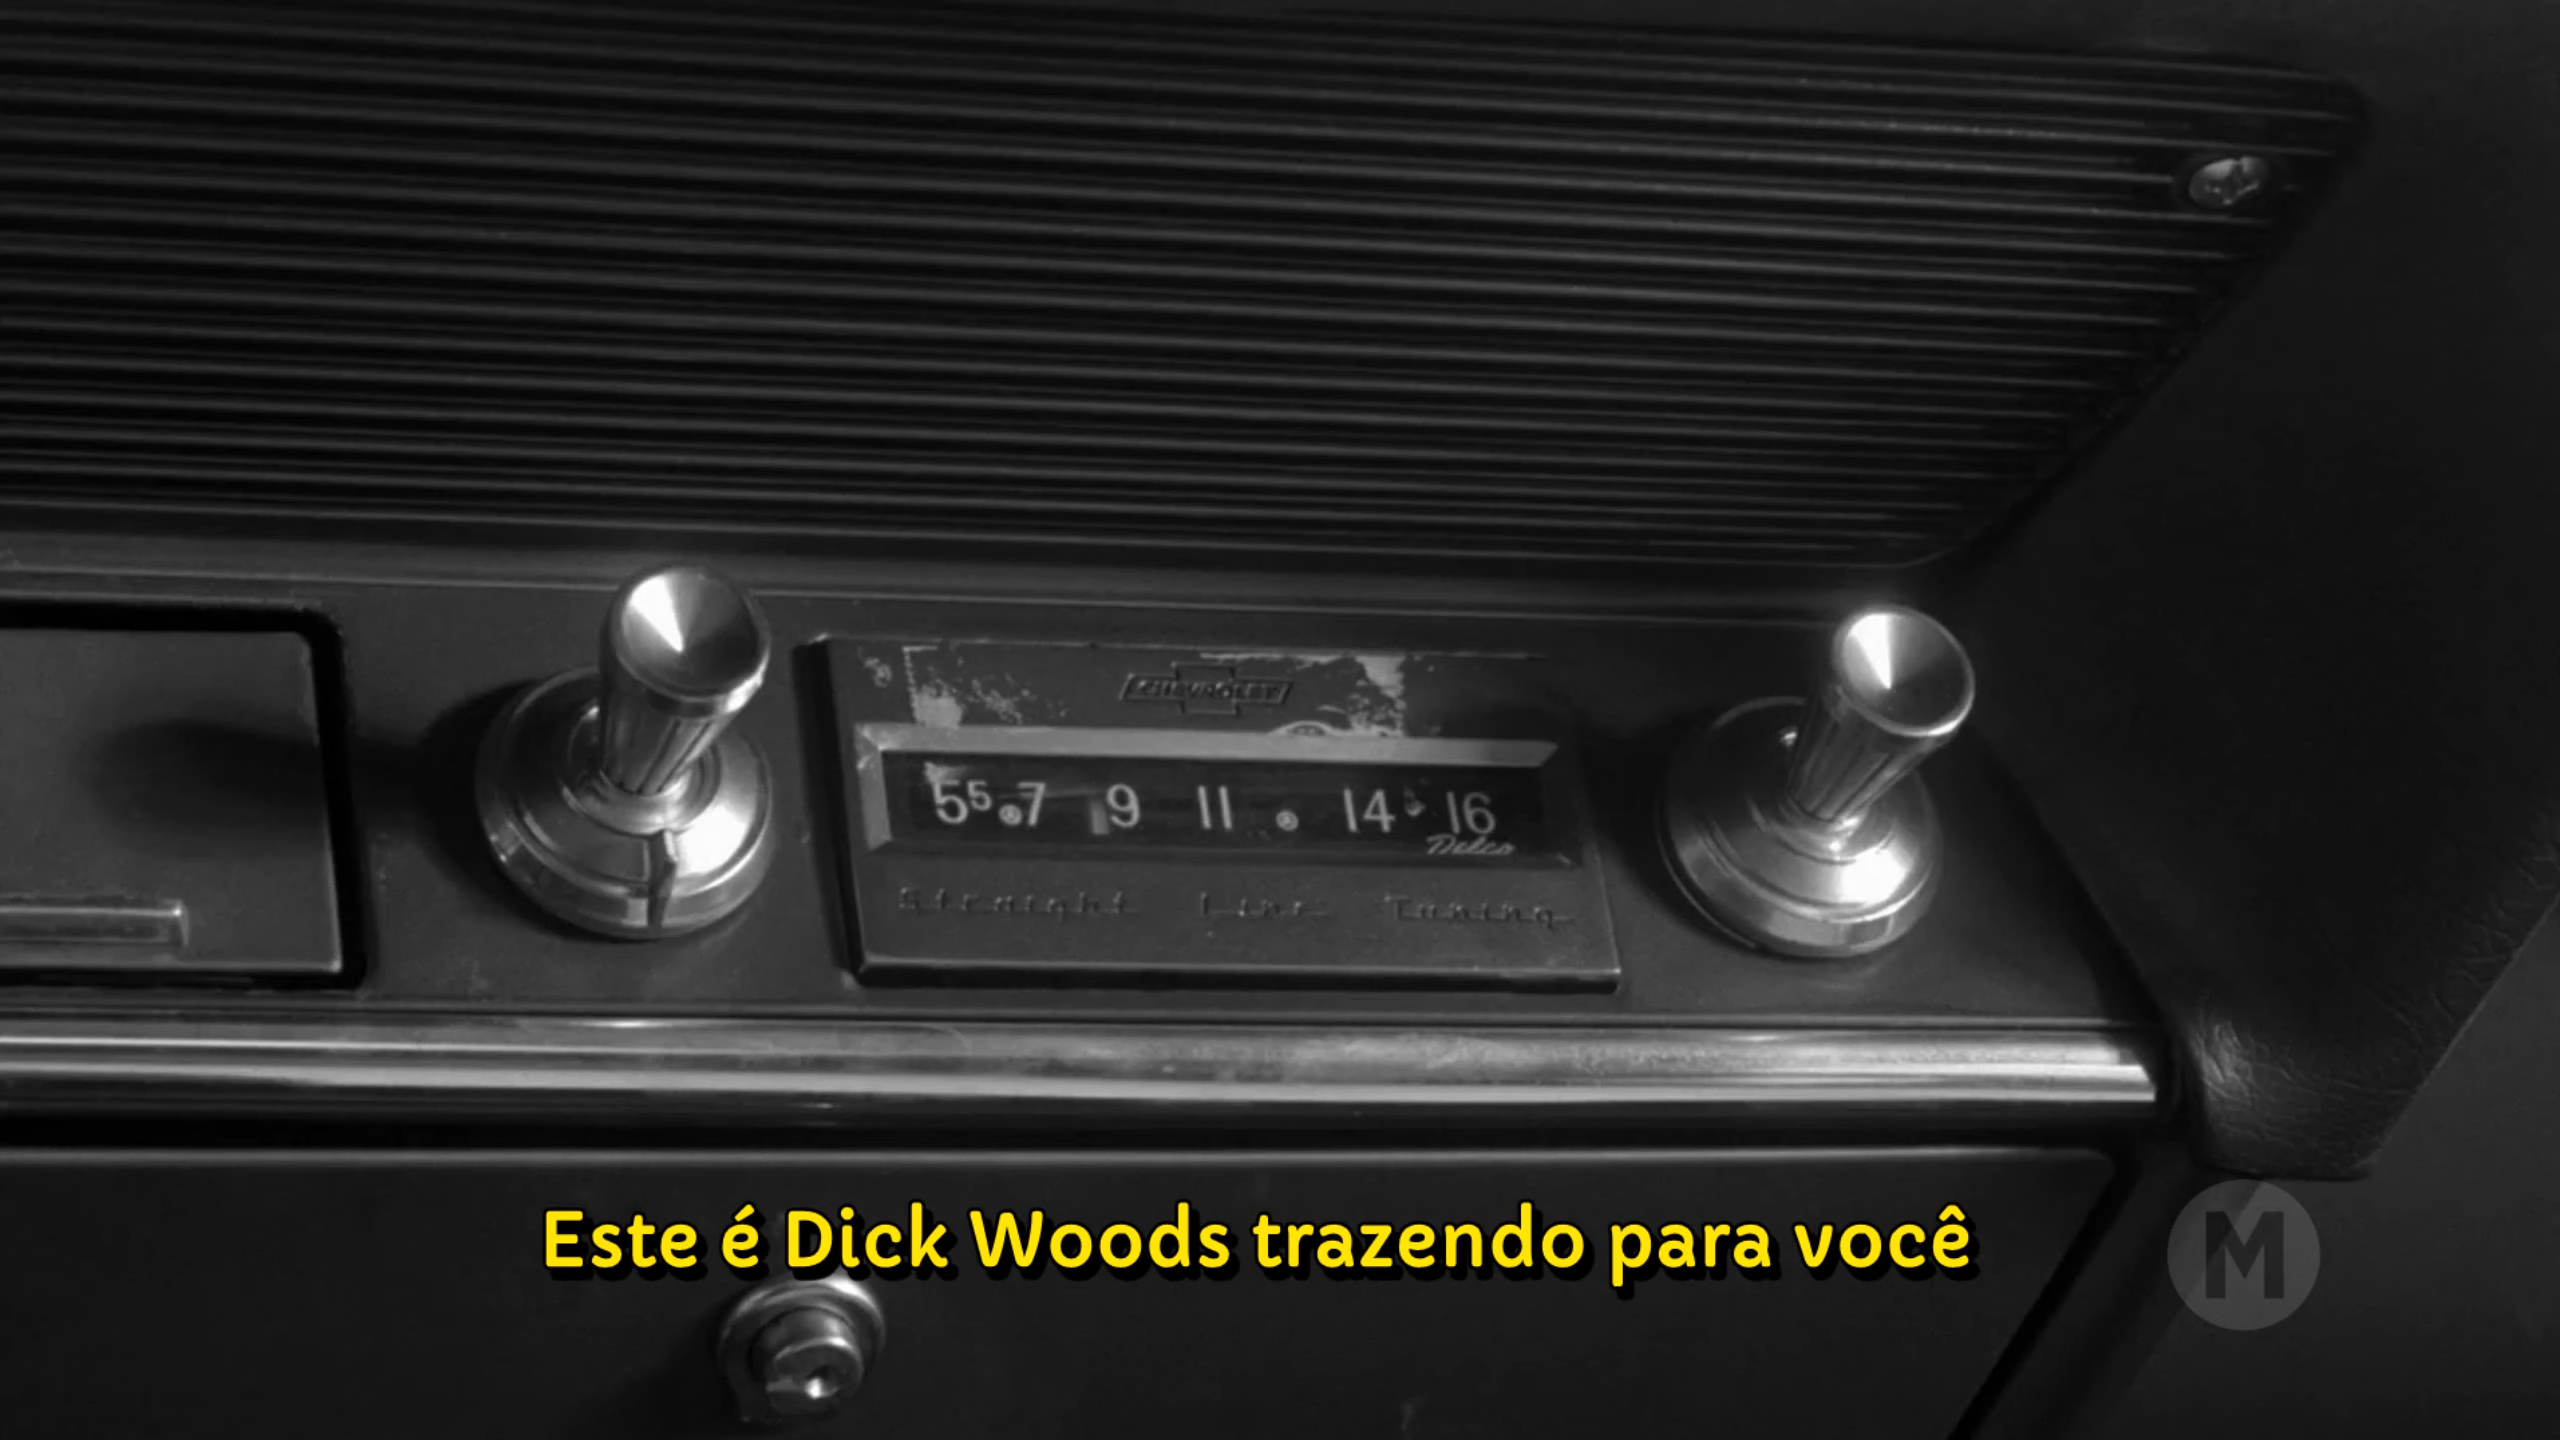 CHEVROLET
5⁵ 7 9 11 14 16
Delco
Straight Line Tuning
Este é Dick Woods trazendo para você
M